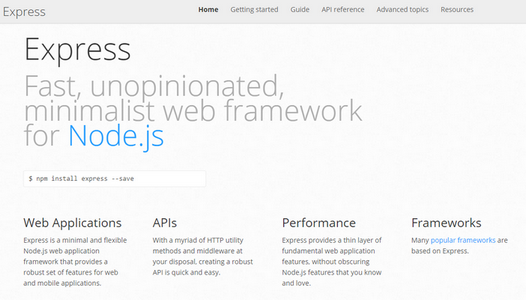 Express
Home Getting started Guide API reference Advanced topics Resources
Express
Fast, unopinionated,
minimalist web framework
for Node.js
$ npm install express --save
Web Applications
Express is a minimal and flexible
Node.js web application
framework that provides a
robust set of features for web
and mobile applications.
APIs
With a myriad of HTTP utility
methods and middleware at
your disposal, creating a robust
API is quick and easy.
Performance
Express provides a thin layer of
fundamental web application
features, without obscuring
Node.js features that you know
and love.
Frameworks
Many popular frameworks are
based on Express.